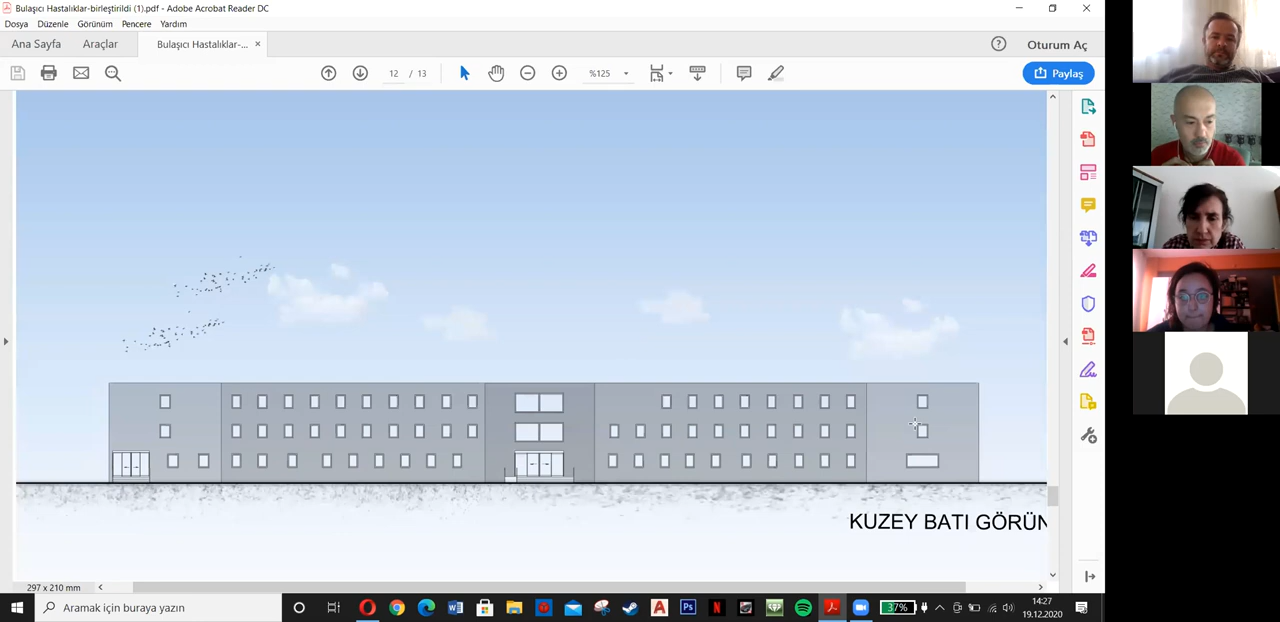 Bulaşıcı Hastalıklar-birleştirildi (1).pdf - Adobe Acrobat Reader DC
Dosya Düzenle Görünüm Pencere Yardım
Ana Sayfa Araçlar Bulaşıcı Hastalıklar-... Oturum Aç
12 / 13 %125 Paylaş
KUZEY BATI GÖRÜN
297 x 210 mm
Aramak için buraya yazın
37%
14:27
19.12.2020